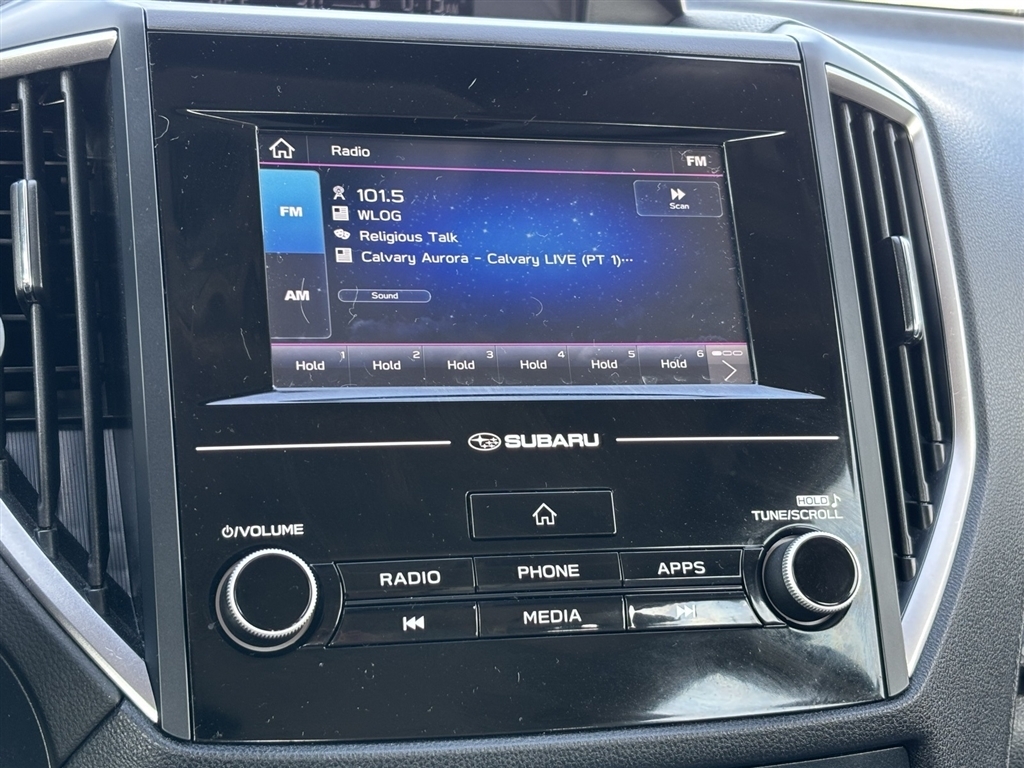 Radio
FM
FM
101.5
WLOG
Religious Talk
Calvary Aurora - Calvary LIVE (PT 1)…
Scan
AM
Sound
Hold 1 Hold 2 Hold 3 Hold 4 Hold 5 Hold 6
SUBARU
/VOLUME
HOLD
TUNE/SCROLL
RADIO PHONE APPS
MEDIA